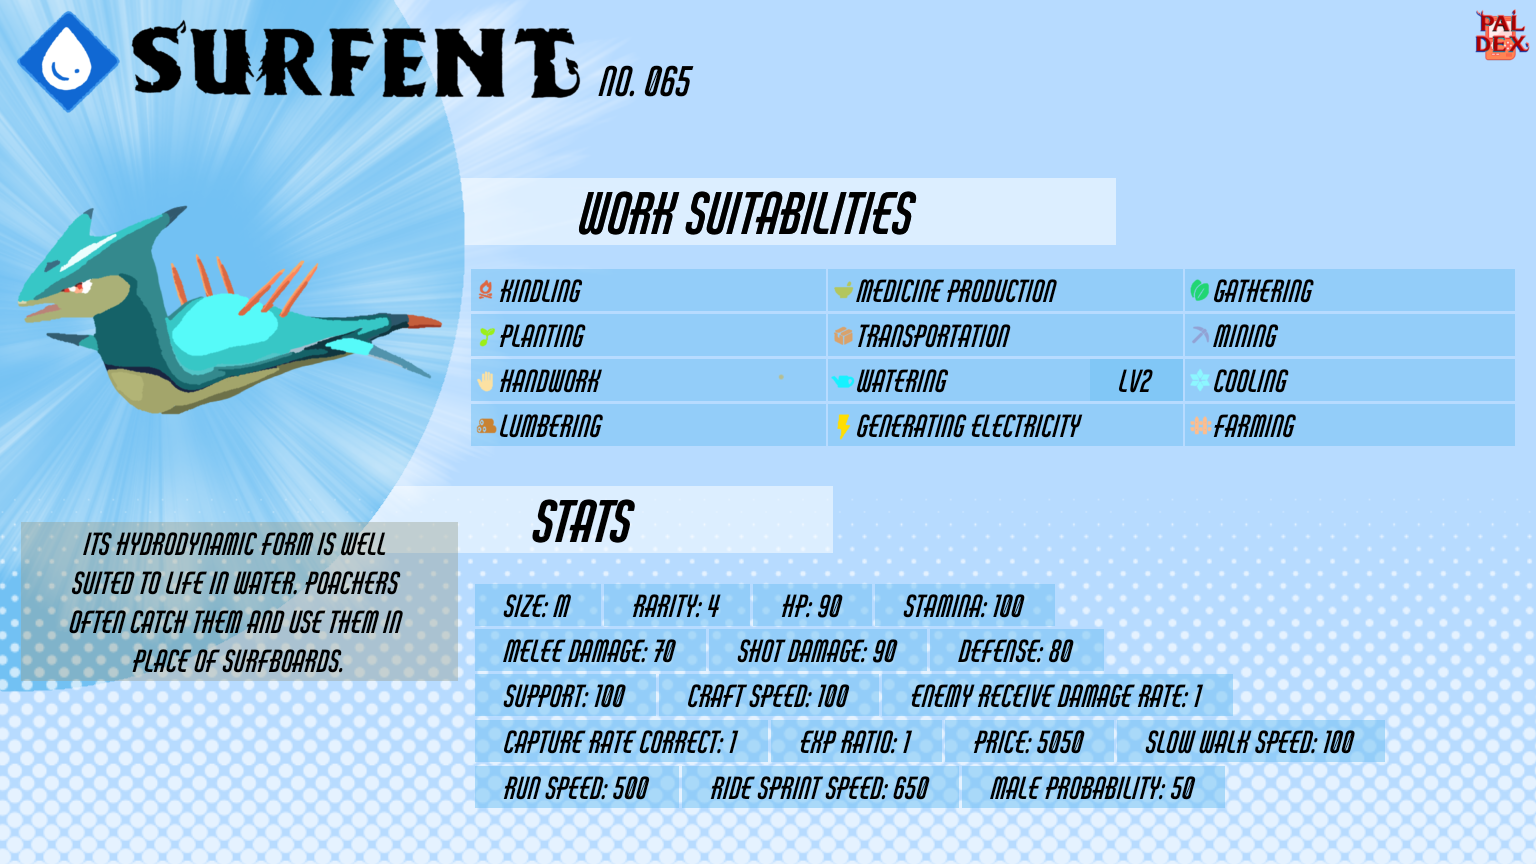 SURFENT NO. 065
PAL
DEX
WORK SUITABILITIES
KINDLING MEDICINE PRODUCTION GATHERING
PLANTING TRANSPORTATION MINING
HANDWORK WATERING LV2 COOLING
LUMBERING GENERATING ELECTRICITY FARMING
STATS
ITS HYDRODYNAMIC FORM IS WELL
SUITED TO LIFE IN WATER. POACHERS
OFTEN CATCH THEM AND USE THEM IN
PLACE OF SURFBOARDS.
SIZE: M RARITY: 4 HP: 90 STAMINA: 100
MELEE DAMAGE: 70 SHOT DAMAGE: 90 DEFENSE: 80
SUPPORT: 100 CRAFT SPEED: 100 ENEMY RECEIVE DAMAGE RATE: 1
CAPTURE RATE CORRECT: 1 EXP RATIO: 1 PRICE: 5050 SLOW WALK SPEED: 100
RUN SPEED: 500 RIDE SPRINT SPEED: 650 MALE PROBABILITY: 50